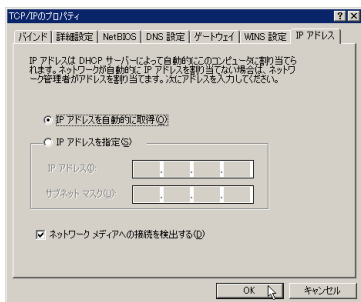 TCP/IPのプロパティ
バインド 詳細設定 NetBIOS DNS 設定 ゲートウェイ WINS 設定 IP アドレス
IP アドレスは DHCP サーバーによって自動的にこのコンピュータに割り当てら
れます。ネットワークが自動的に IP アドレスを割り当てない場合は、ネットワ
ーク管理者がアドレスを割り当てます。次にアドレスを入力してください。
IP アドレスを自動的に取得(O)
IP アドレスを指定(S)
IP アドレス(I):
サブネット マスク(U):
ネットワーク メディアへの接続を検出する(D)
OK キャンセル